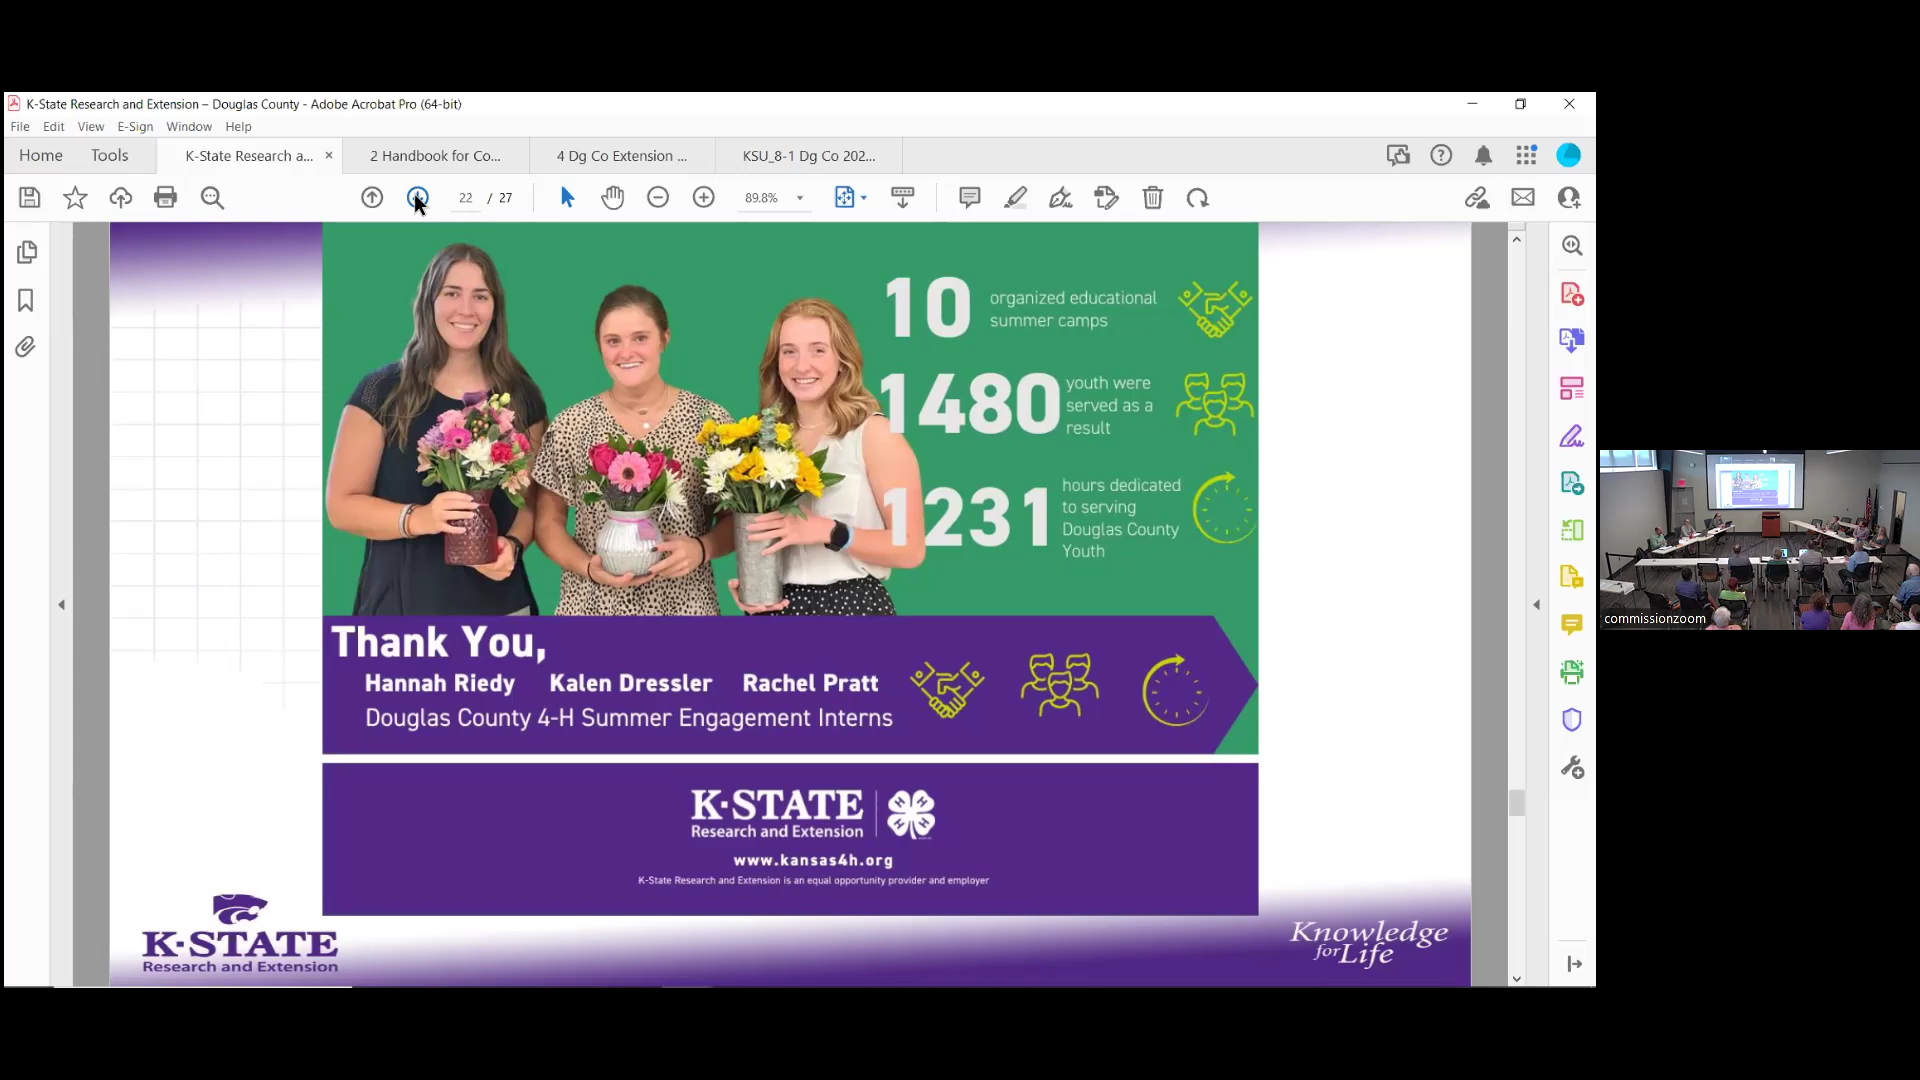 K-State Research and Extension – Douglas County - Adobe Acrobat Pro (64-bit)
File Edit View E-Sign Window Help
Home Tools K-State Research a... × 2 Handbook for Co... 4 Dg Co Extension ... KSU_8-1 Dg Co 202...
22 / 27 89.8%
10 organized educational
summer camps
1480 youth were
served as a
result
1231 hours dedicated
to serving
Douglas County
Youth
Thank You,
Hannah Riedy Kalen Dressler Rachel Pratt
Douglas County 4-H Summer Engagement Interns
K·STATE
Research and Extension
H H H H
www.kansas4h.org
K-State Research and Extension is an equal opportunity provider and employer
K·STATE
Research and Extension
Knowledge
for Life
commissionzoom